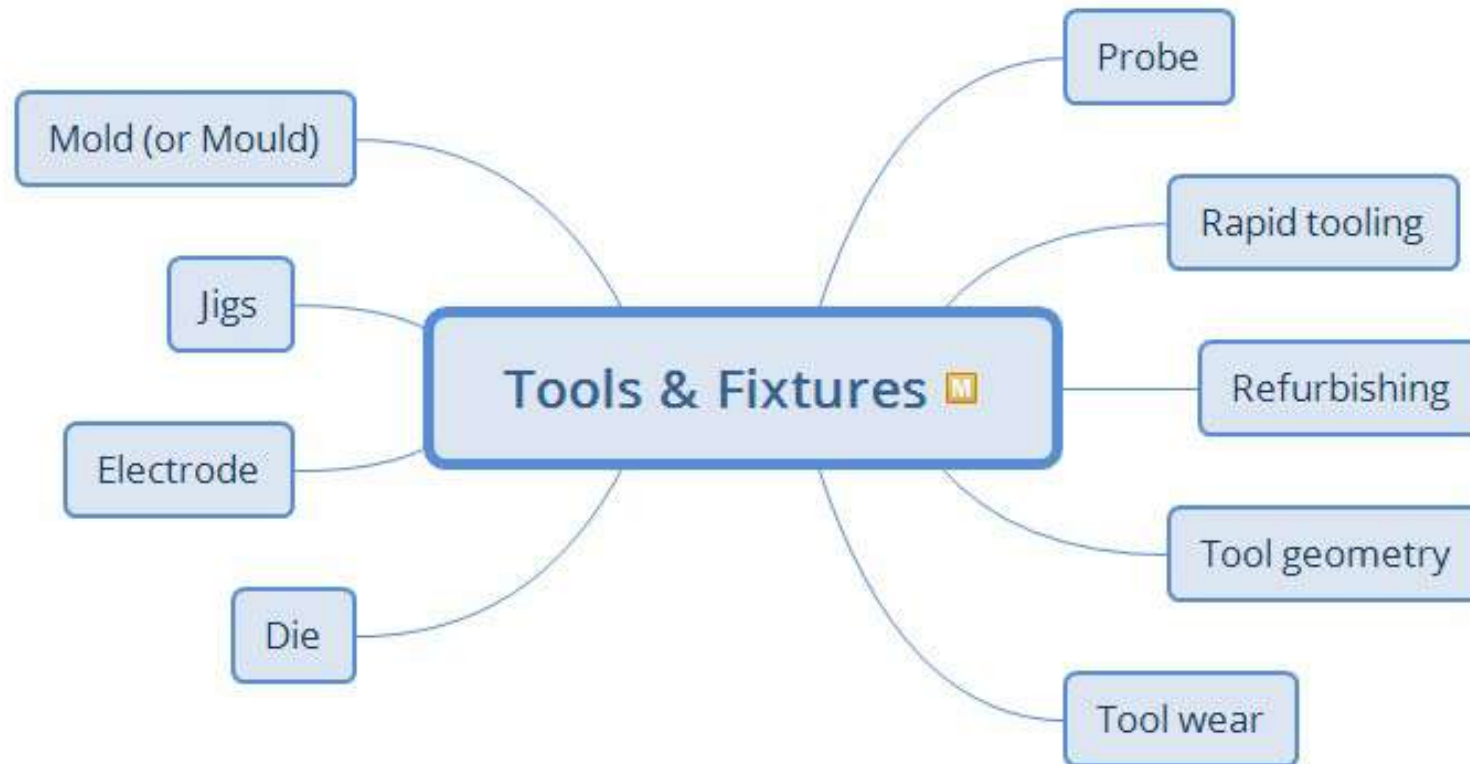 Probe
Mold (or Mould)
Rapid tooling
Jigs
Tools & Fixtures M
Refurbishing
Electrode
Tool geometry
Die
Tool wear